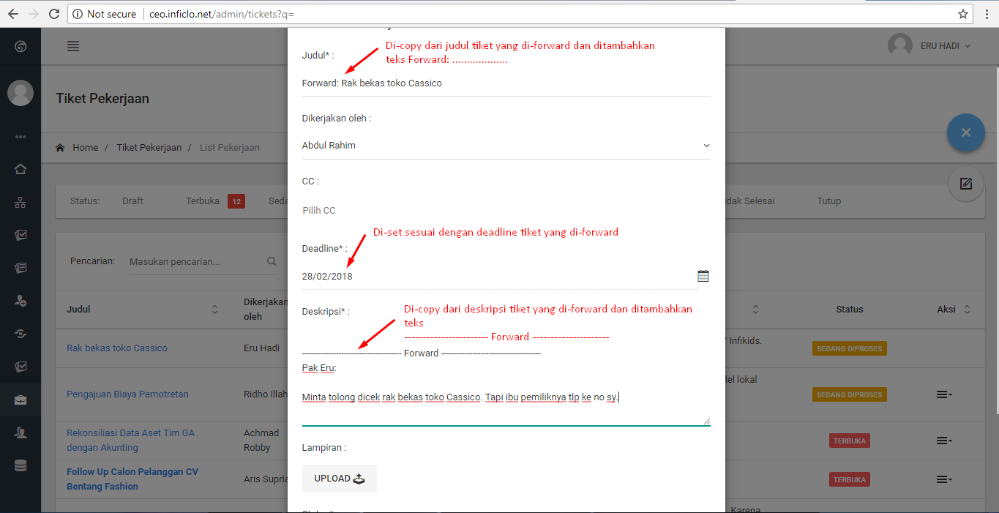 Not secure
ceo.inficlo.net/admin/tickets?q=
ERU HADI
Tiket Pekerjaan
Home / Tiket Pekerjaan / List Pekerjaan
Status: Draft Terbuka 12
idak Selesai Tutup
Pencarian: Masukan pencarian...
Judul
Dikerjakan
oleh
Status
Aksi
Rak bekas toko Cassico
Eru Hadi
/ Infikids.
SEDANG DIPROSES
Pengajuan Biaya Pemotretan
Ridho Illah
del lokal
SEDANG DIPROSES
Rekonsiliasi Data Aset Tim GA
dengan Akunting
Achmad
Robby
TERBUKA
Follow Up Calon Pelanggan CV
Bentang Fashion
Aris Supria
TERBUKA
Karena
Judul* :
Di-copy dari judul tiket yang di-forward dan ditambahkan
teks Forward: ...................
Forward: Rak bekas toko Cassico
Dikerjakan oleh :
Abdul Rahim
CC :
Pilih CC
Di-set sesuai dengan deadline tiket yang di-forward
Deadline* :
28/02/2018
Deskripsi* :
Di-copy dari deskripsi tiket yang di-forward dan ditambahkan
teks
----------------------- Forward ---------------------
-------------------------------------- Forward --------------------------------------
Pak Eru:
Minta tolong dicek rak bekas toko Cassico. Tapi ibu pemiliknya tlp ke no sy.
Lampiran :
UPLOAD